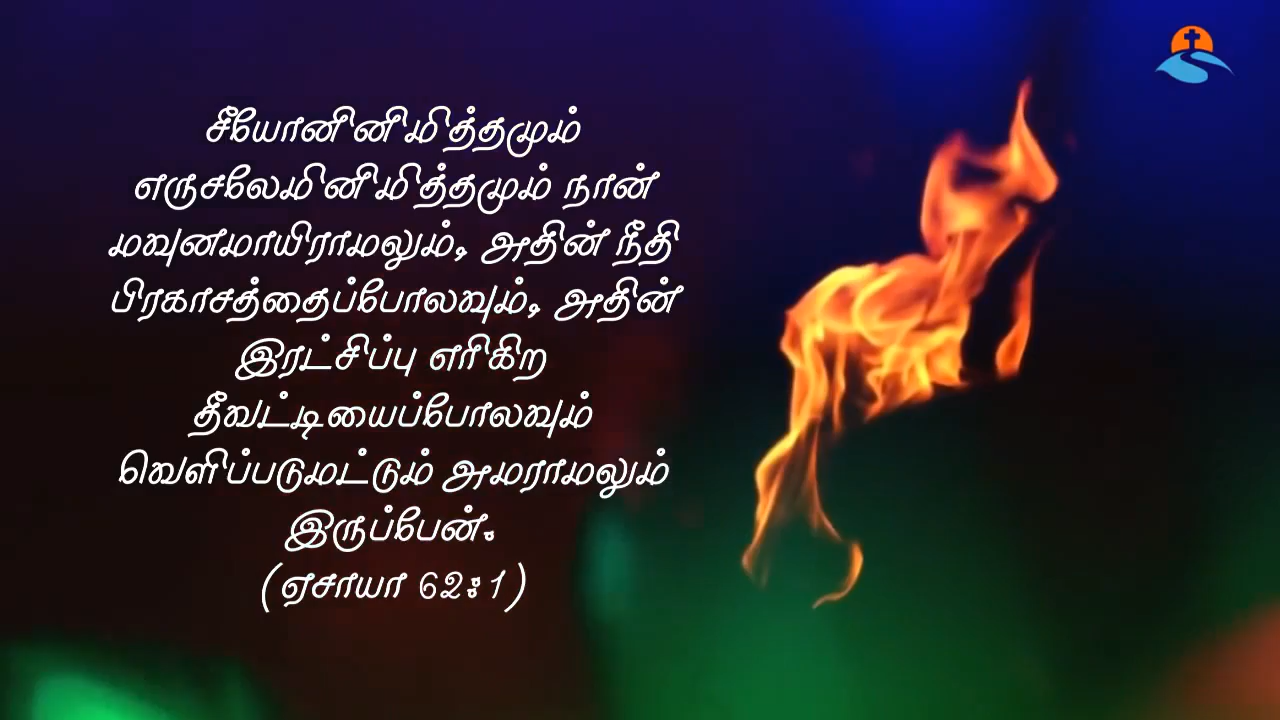 சீயோனினிமித்தமும்
எருசலேமினிமித்தமும் நான்
மவுனமாயிராமலும், அதின் நீதி
பிரகாசத்தைப்போலவும், அதின்
இரட்சிப்பு எரிகிற
தீவட்டியைப்போலவும்
வெளிப்படுமட்டும் அமராமலும்
இருப்பேன்.
(ஏசாயா 62:1)